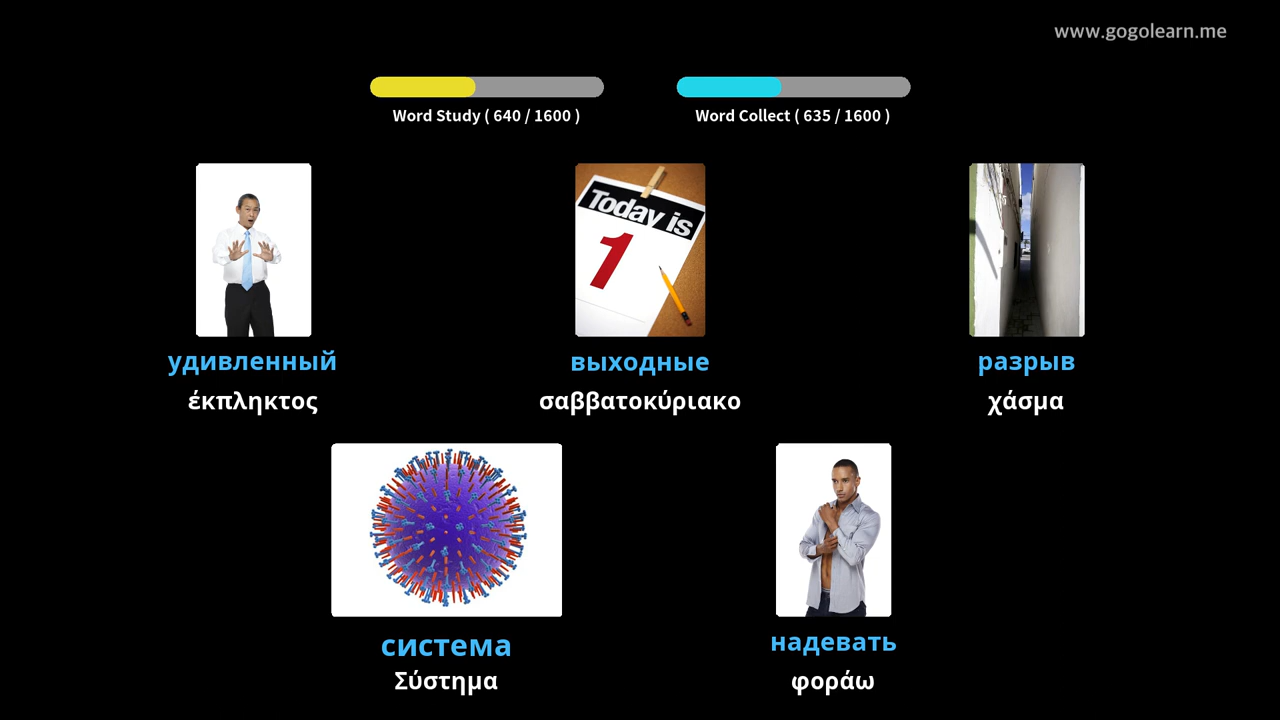 www.gogolearn.me
Word Study ( 640 / 1600 )
Word Collect ( 635 / 1600 )
Today is
1
удивленный
выходные
разрыв
έκπληκτος
σαββατοκύριακο
χάσμα
система
надевать
Σύστημα
φοράω